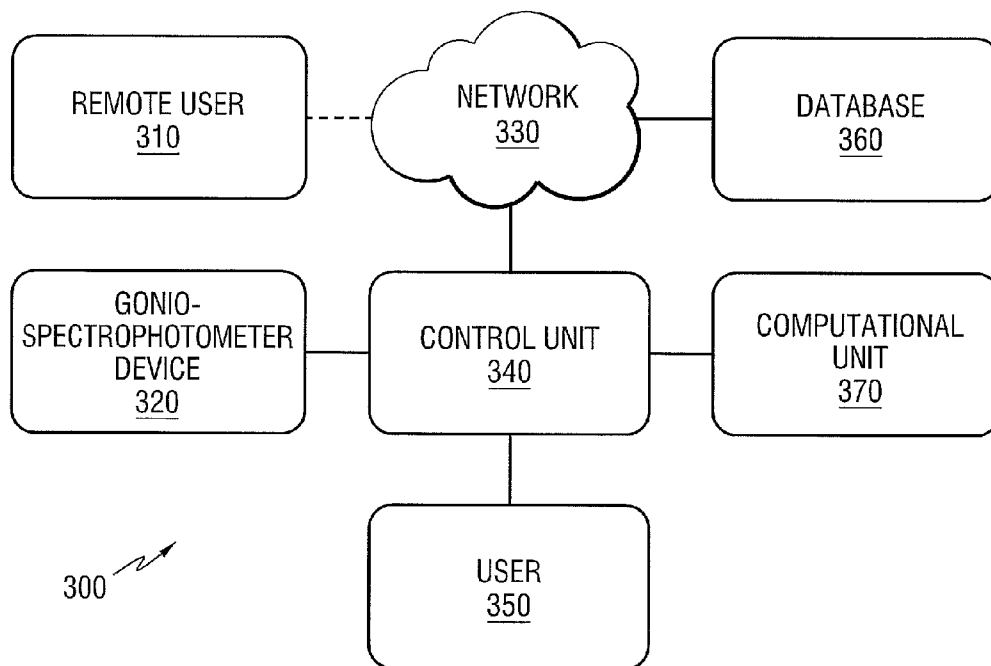 REMOTE USER
310
NETWORK
330
DATABASE
360
GONIO-
SPECTROPHOTOMETER
DEVICE
320
CONTROL UNIT
340
COMPUTATIONAL
UNIT
370
USER
350
300